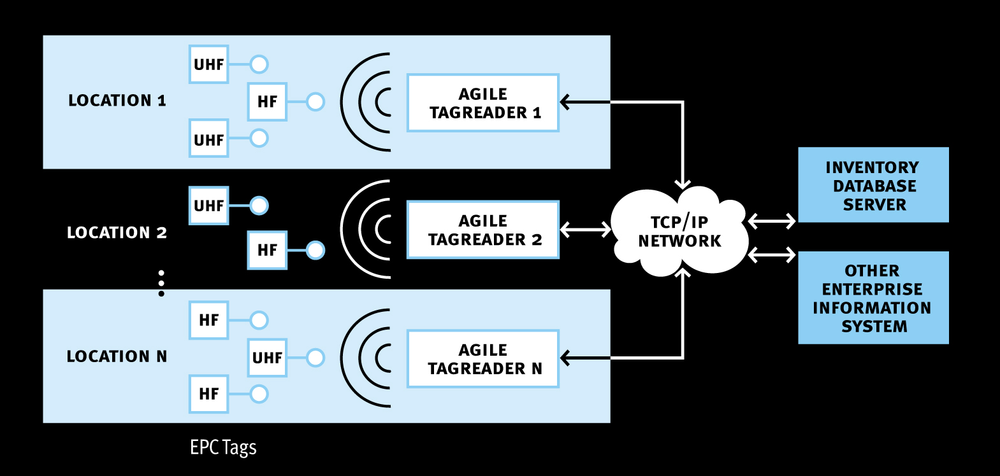 LOCATION 1
UHF
HF
UHF
AGILE
TAGREADER 1
LOCATION 2
UHF
HF
AGILE
TAGREADER 2
LOCATION N
HF
UHF
HF
AGILE
TAGREADER N
TCP/IP
NETWORK
INVENTORY
DATABASE
SERVER
OTHER
ENTERPRISE
INFORMATION
SYSTEM
EPC Tags